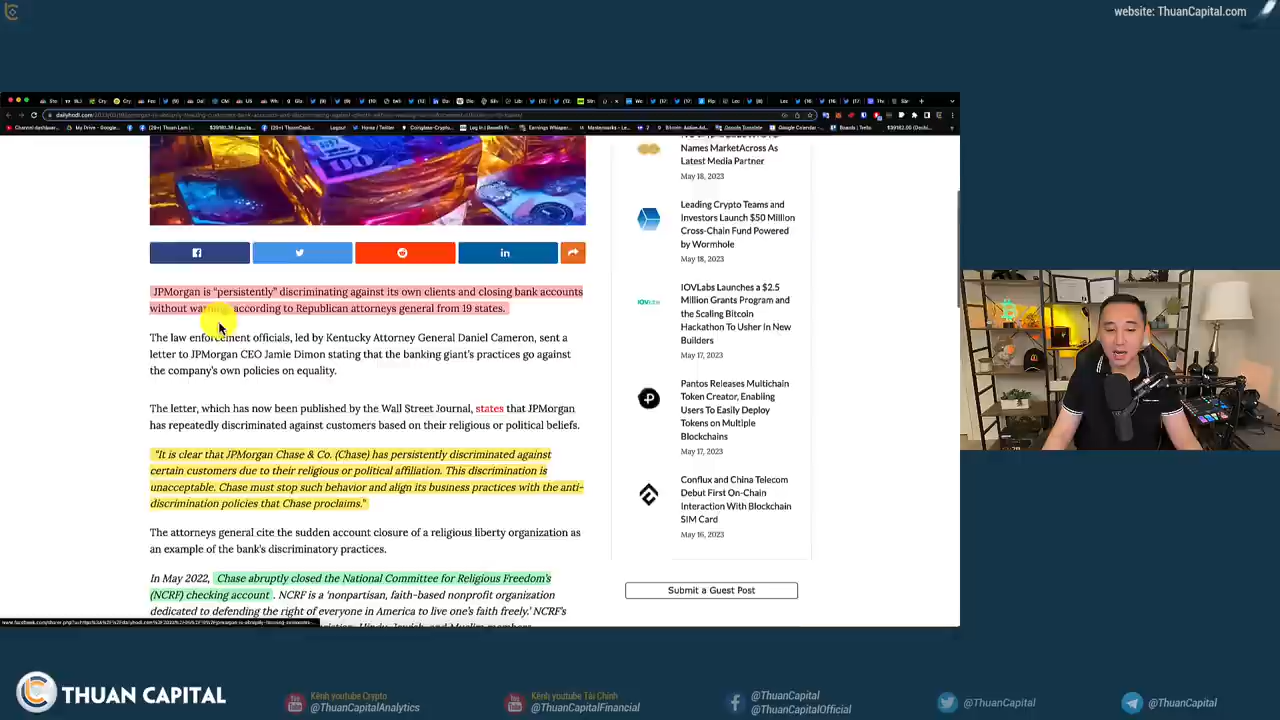 website: ThuanCapital.com
JPMorgan is “persistently” discriminating against its own clients and closing bank accounts
without according to Republican attorneys general from 19 states.
The law enforcement officials, led by Kentucky Attorney General Daniel Cameron, sent a
letter to JPMorgan CEO Jamie Dimon stating that the banking giant’s practices go against
the company’s own policies on equality.
The letter, which has now been published by the Wall Street Journal, states that JPMorgan
has repeatedly discriminated against customers based on their religious or political beliefs.
“It is clear that JPMorgan Chase & Co. (Chase) has persistently discriminated against
certain customers due to their religious or political affiliation. This discrimination is
unacceptable. Chase must stop such behavior and align its business practices with the anti-
discrimination policies that Chase proclaims.”
The attorneys general cite the sudden account closure of a religious liberty organization as
an example of the bank’s discriminatory practices.
In May 2022, Chase abruptly closed the National Committee for Religious Freedom’s
(NCRF) checking account . NCRF is a ‘nonpartisan, faith-based nonprofit organization
dedicated to defending the right of everyone in America to live one’s faith freely.’ NCRF’s
Names MarketAcross As
Latest Media Partner
May 18, 2023
Leading Crypto Teams and
Investors Launch $50 Million
Cross-Chain Fund Powered
by Wormhole
May 18, 2023
IOVLabs Launches a $2.5
Million Grants Program and
the Scaling Bitcoin
Hackathon To Usher in New
Builders
May 17, 2023
Pantos Releases Multichain
Token Creator, Enabling
Users To Easily Deploy
Tokens on Multiple
Blockchains
May 17, 2023
Conflux and China Telecom
Debut First On-Chain
Interaction With Blockchain
SIM Card
May 16, 2023
Submit a Guest Post
THUAN CAPITAL
Kênh youtube Crypto
@ThuanCapitalAnalytics
Kênh youtube Tài Chính
@ThuanCapitalFinancial
@ThuanCapital
@ThuanCapitalOfficial
@ThuanCapital
@ThuanCapital